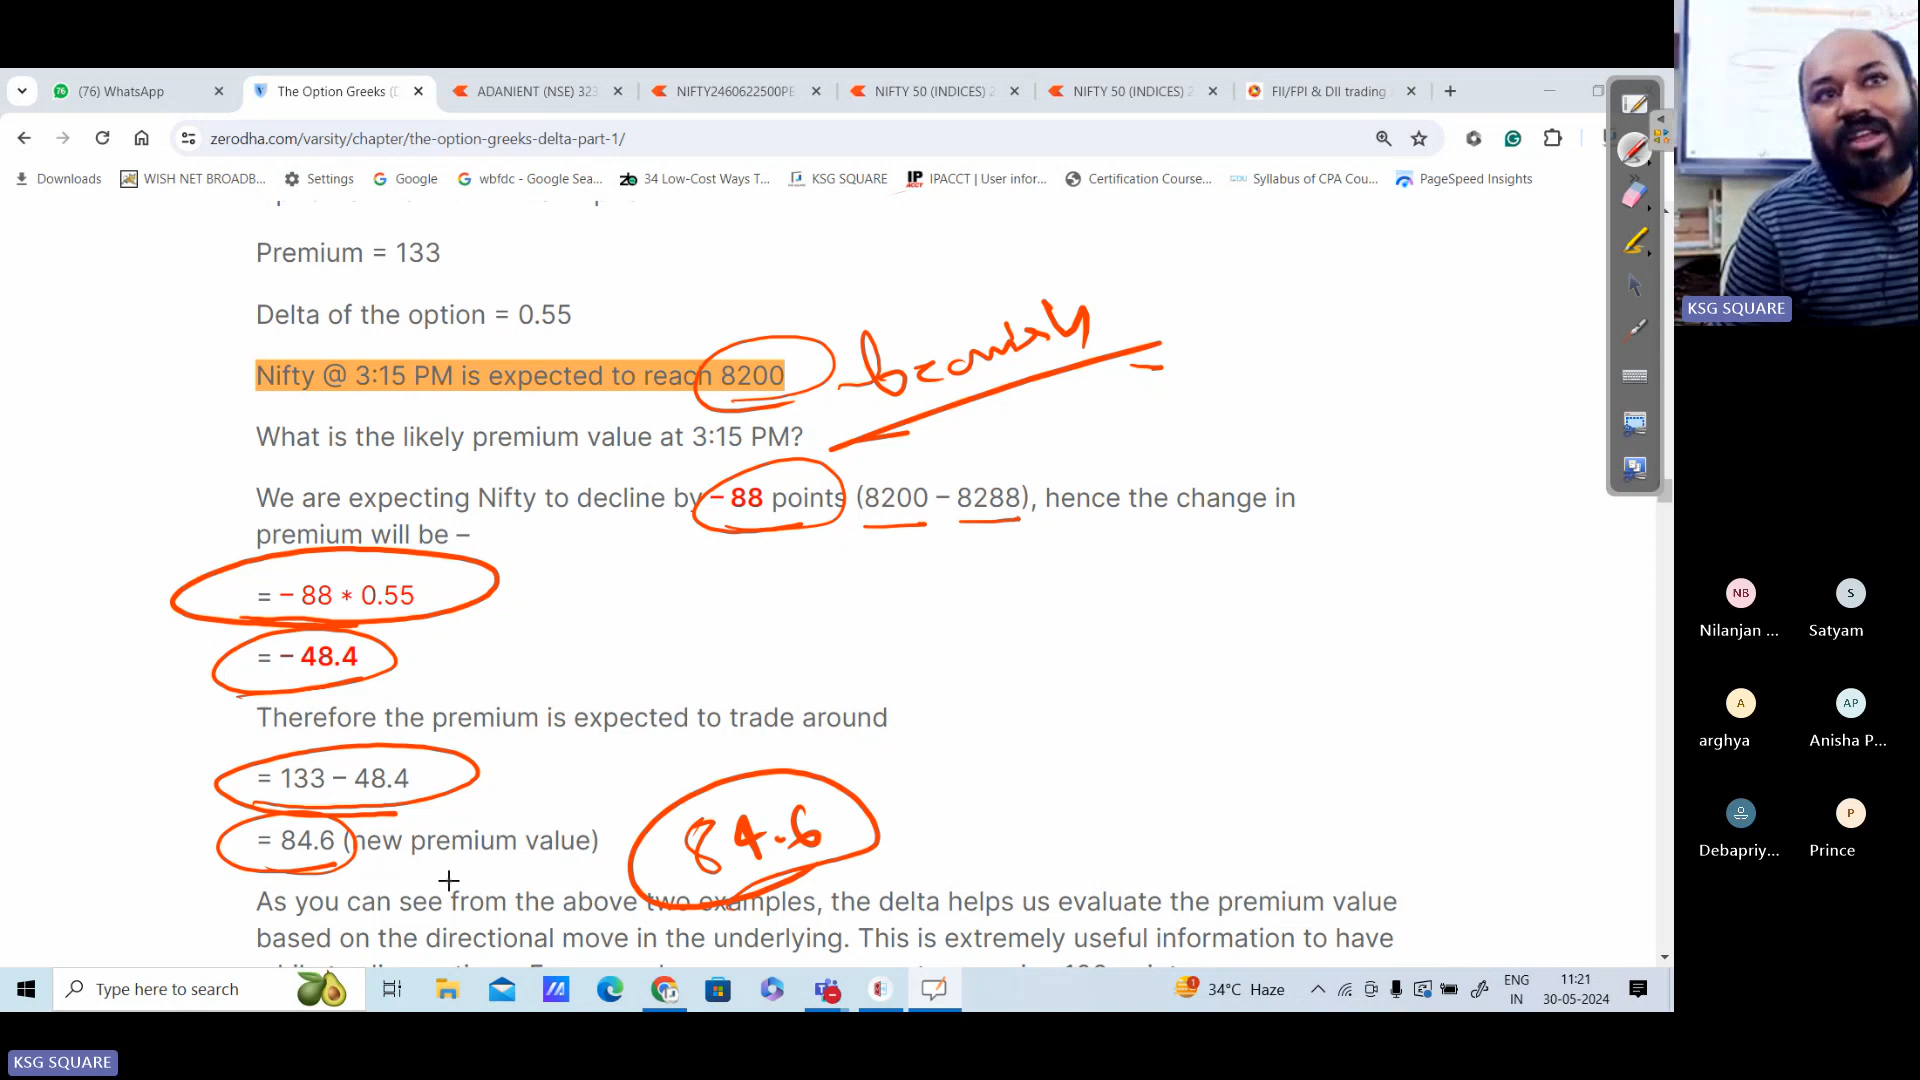 (76) WhatsApp
The Option Greeks (D
ADANIENT (NSE) 323
NIFTY2460622500PE
NIFTY 50 (INDICES) 2
NIFTY 50 (INDICES) 2
FII/FPI & DII trading
zerodha.com/varsity/chapter/the-option-greeks-delta-part-1/
Downloads
WISH NET BROADB...
Settings
Google
wbfdc - Google Sea...
34 Low-Cost Ways T...
KSG SQUARE
IPACCT | User infor...
Certification Course...
Syllabus of CPA Cou...
PageSpeed Insights
Premium = 133
Delta of the option = 0.55
Nifty @ 3:15 PM is expected to reach 8200
What is the likely premium value at 3:15 PM?
We are expecting Nifty to decline by – 88 points (8200 – 8288), hence the change in
premium will be –
= – 88 * 0.55
= – 48.4
Therefore the premium is expected to trade around
= 133 – 48.4
= 84.6 (new premium value)
84.6
As you can see from the above two examples, the delta helps us evaluate the premium value
based on the directional move in the underlying. This is extremely useful information to have
KSG SQUARE
NB
Nilanjan ...
S
Satyam
A
arghya
AP
Anisha P...
Debapriy...
P
Prince
Type here to search
34°C Haze
ENG
IN
11:21
30-05-2024
KSG SQUARE